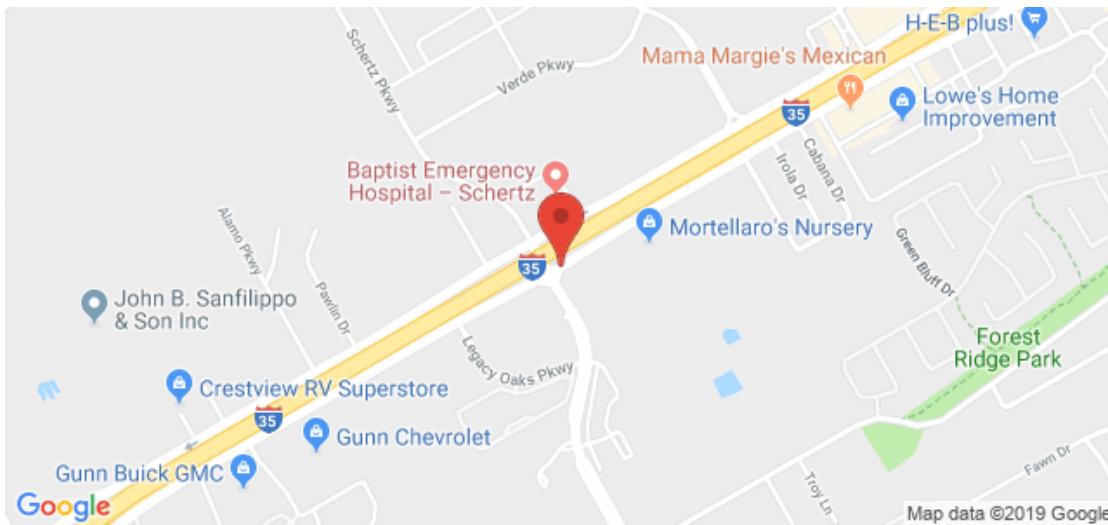 H-E-B plus!
Schertz Pkwy
Verde Pkwy
Mama Margie's Mexican
35
Lowe's Home
Improvement
Irola Dr
Cabana Dr
Baptist Emergency
Hospital – Schertz
Mortellaro's Nursery
Alamo Pkwy
Green Bluff Dr
35
Pawlin Dr
John B. Sanfilippo
& Son Inc
Forest
Ridge Park
Legacy Oaks Pkwy
Crestview RV Superstore
35
Gunn Chevrolet
Gunn Buick GMC
Fawn Dr
Troy Ln
Google
Map data ©2019 Google